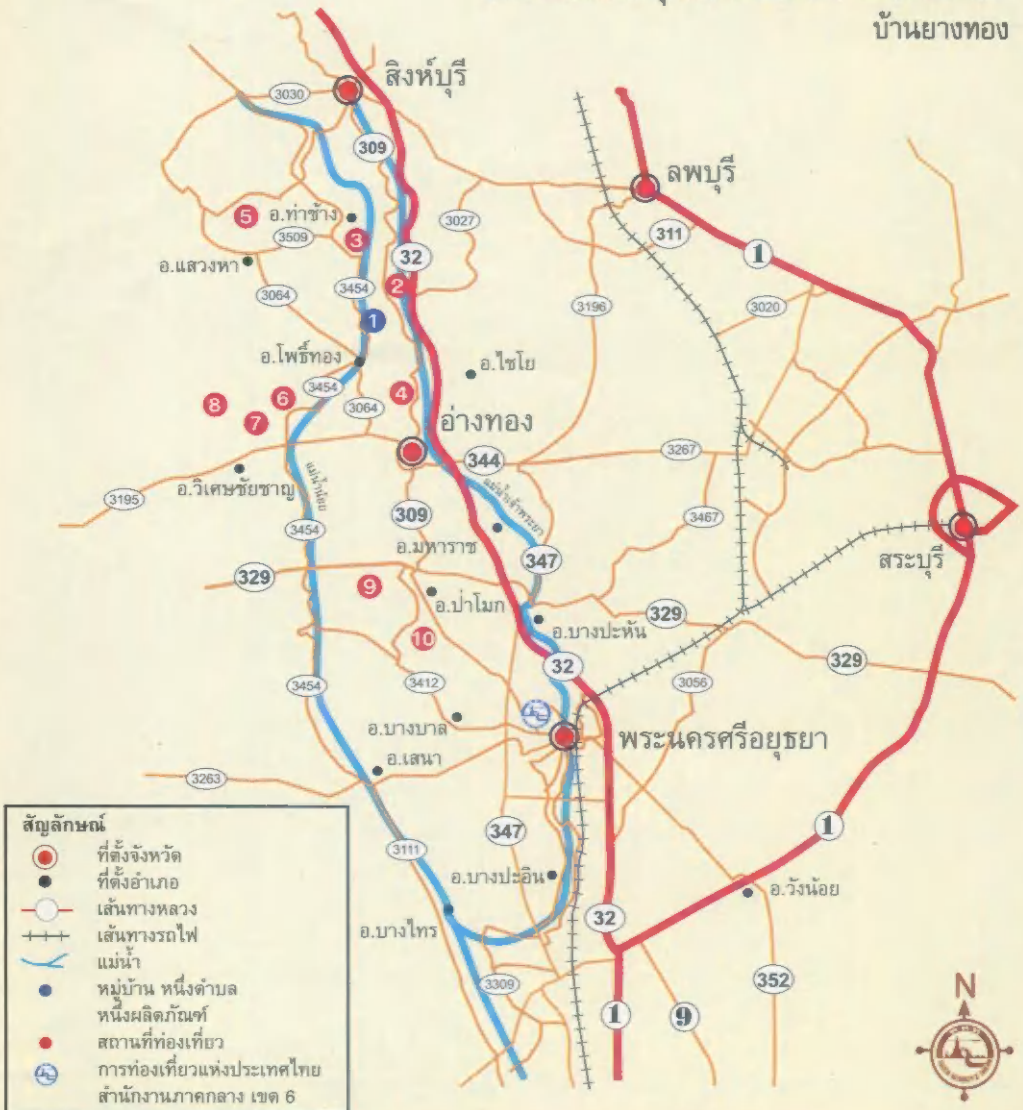 บ้านยางทอง
สิงห์บุรี
3030
309
ลพบุรี
5
อ.ท่าช้าง
3027
311
3509
3
32
1
อ.แสวงหา
3454
2
3064
3196
3020
1
อ.โพธิ์ทอง
อ.ไชโย
3454
8
6
4
7
3064
อ่างทอง
344
3267
อ.วิเศษชัยชาญ
แม่น้ำน้อย
แม่น้ำเจ้าพระยา
3195
309
3467
3454
อ.มหาราช
347
สระบุรี
329
9
อ.ป่าโมก
329
อ.บางปะหัน
10
32
329
3454
3412
3056
อ.บางบาล
พระนครศรีอยุธยา
อ.เสนา
3263
347
1
3111
อ.บางปะอิน
อ.วังน้อย
อ.บางไทร
32
352
3309
1
9
N
สัญลักษณ์
ที่ตั้งจังหวัด
ที่ตั้งอำเภอ
เส้นทางหลวง
เส้นทางรถไฟ
แม่น้ำ
หมู่บ้าน หนึ่งตำบล
หนึ่งผลิตภัณฑ์
สถานที่ท่องเที่ยว
การท่องเที่ยวแห่งประเทศไทย
สำนักงานภาคกลาง เขต 6